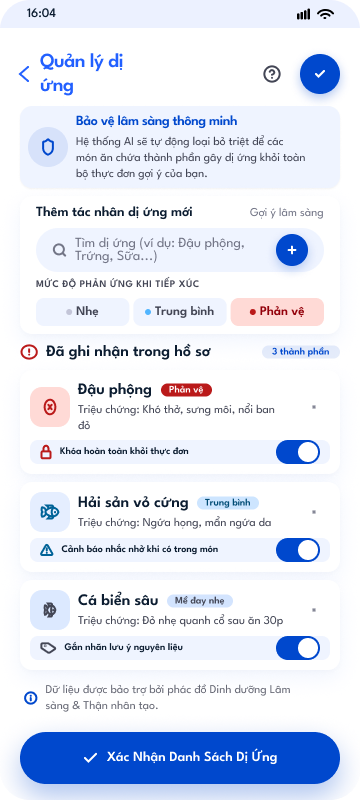 16:04
Quản lý dị
ứng
Bảo vệ lâm sàng thông minh
Hệ thống AI sẽ tự động loại bỏ triệt để các
món ăn chứa thành phần gây dị ứng khỏi toàn
bộ thực đơn gợi ý của bạn.
Thêm tác nhân dị ứng mới
Gợi ý lâm sàng
Tìm dị ứng (ví dụ: Đậu phộng,
Trứng, Sữa...)
MỨC ĐỘ PHẢN ỨNG KHI TIẾP XÚC
Nhẹ
Trung bình
Phản vệ
Đã ghi nhận trong hồ sơ
3 thành phần
Đậu phộng
Phản vệ
Triệu chứng: Khó thở, sưng môi, nổi ban
đỏ
Khóa hoàn toàn khỏi thực đơn
Hải sản vỏ cứng
Trung bình
Triệu chứng: Ngứa họng, mẩn ngứa da
Cảnh báo nhắc nhở khi có trong món
Cá biển sâu
Mề đay nhẹ
Triệu chứng: Đỏ nhẹ quanh cổ sau ăn 30p
Gắn nhãn lưu ý nguyên liệu
Dữ liệu được bảo trợ bởi phác đồ Dinh dưỡng Lâm
sàng & Thận nhân tạo.
Xác Nhận Danh Sách Dị Ứng